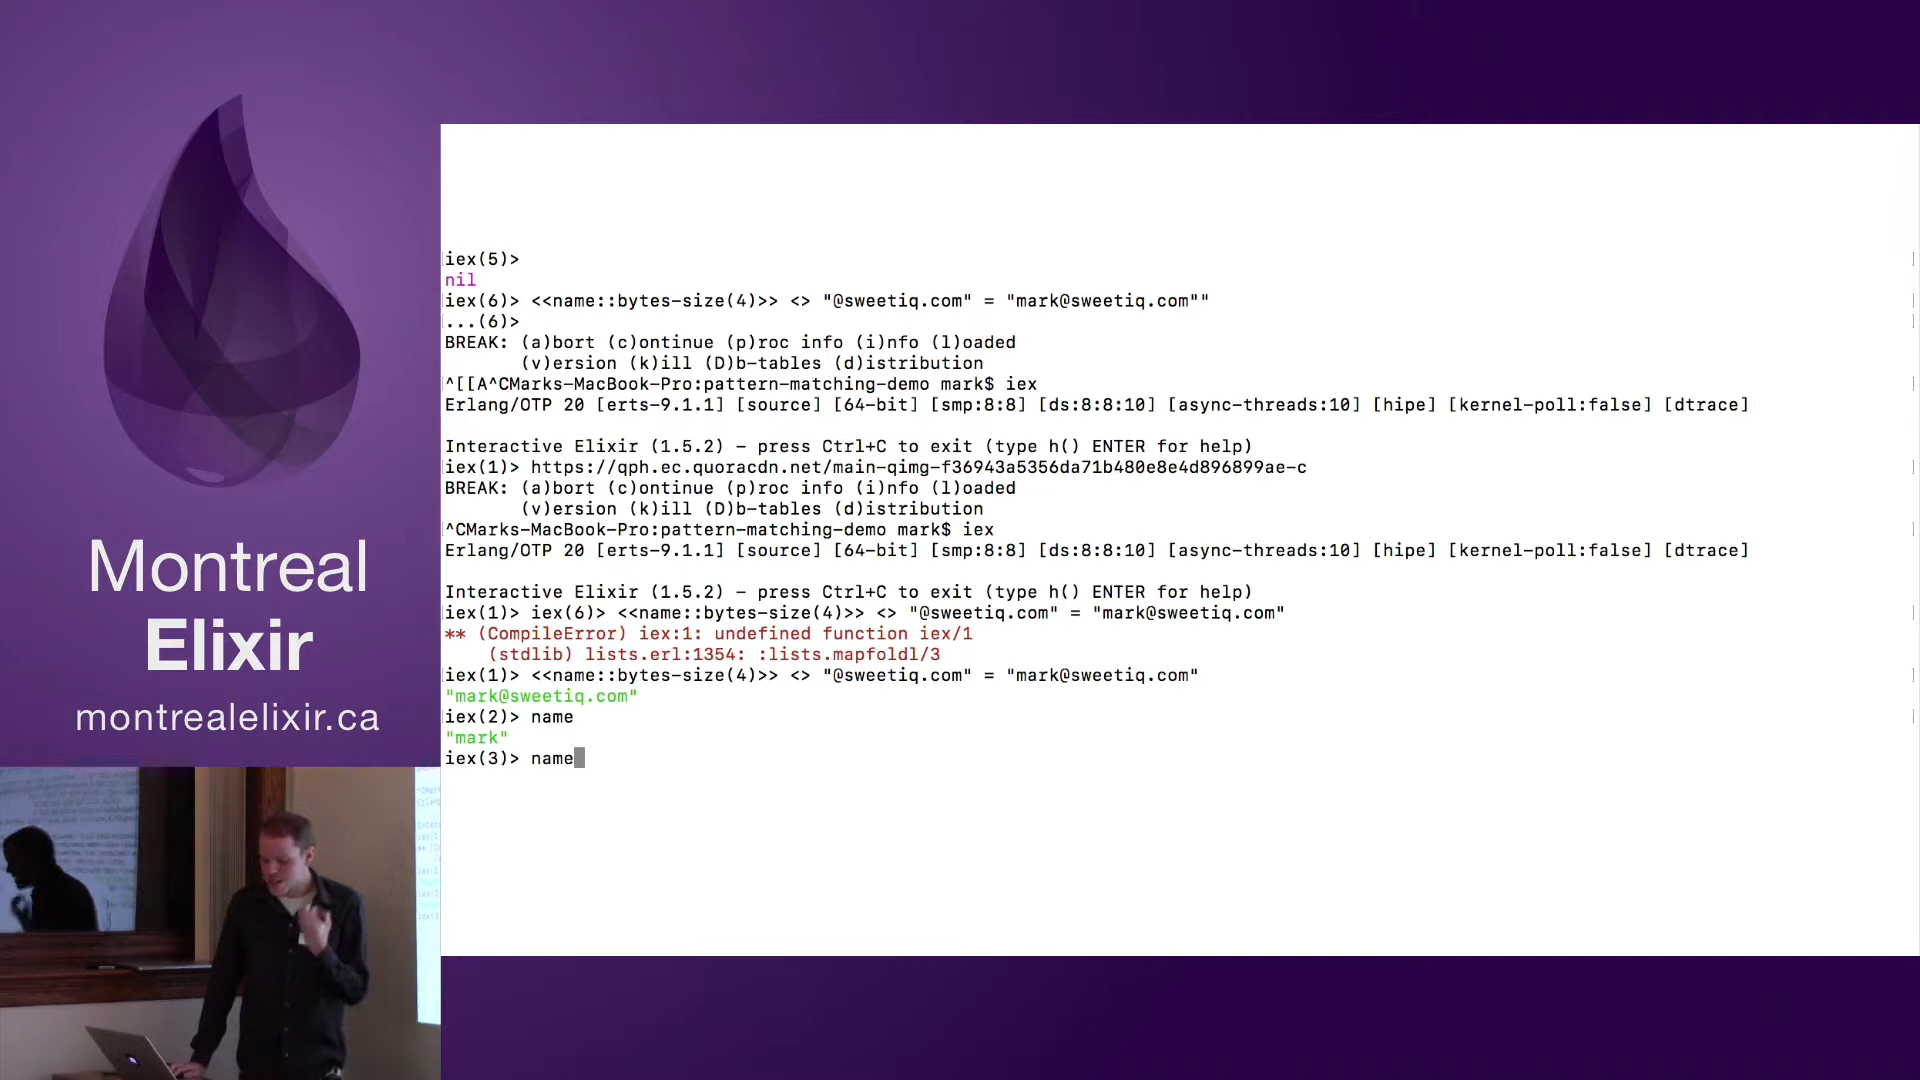 Montreal
Elixir
montrealelixir.ca
iex(5)>
nil
iex(6)> <<name::bytes-size(4)>> <> "@sweetiq.com" = "mark@sweetiq.com""
...(6)>
BREAK: (a)bort (c)ontinue (p)roc info (i)nfo (l)oaded
(v)ersion (k)ill (D)b-tables (d)istribution
^[[A^CMarks-MacBook-Pro:pattern-matching-demo mark$ iex
Erlang/OTP 20 [erts-9.1.1] [source] [64-bit] [smp:8:8] [ds:8:8:10] [async-threads:10] [hipe] [kernel-poll:false] [dtrace]
Interactive Elixir (1.5.2) – press Ctrl+C to exit (type h() ENTER for help)
iex(1)> https://qph.ec.quoracdn.net/main-qimg-f36943a5356da71b480e8e4d896899ae-c
BREAK: (a)bort (c)ontinue (p)roc info (i)nfo (l)oaded
(v)ersion (k)ill (D)b-tables (d)istribution
^CMarks-MacBook-Pro:pattern-matching-demo mark$ iex
Erlang/OTP 20 [erts-9.1.1] [source] [64-bit] [smp:8:8] [ds:8:8:10] [async-threads:10] [hipe] [kernel-poll:false] [dtrace]
Interactive Elixir (1.5.2) – press Ctrl+C to exit (type h() ENTER for help)
iex(1)> iex(6)> <<name::bytes-size(4)>> <> "@sweetiq.com" = "mark@sweetiq.com"
** (CompileError) iex:1: undefined function iex/1
(stdlib) lists.erl:1354: :lists.mapfoldl/3
iex(1)> <<name::bytes-size(4)>> <> "@sweetiq.com" = "mark@sweetiq.com"
"mark@sweetiq.com"
iex(2)> name
"mark"
iex(3)> name